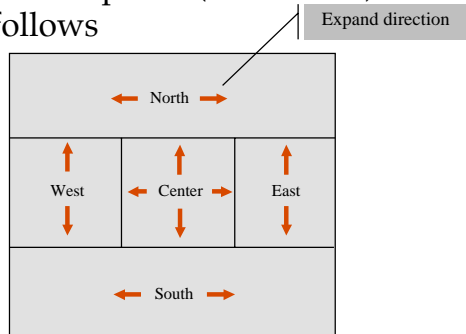 follows
Expand direction
North
West
Center
East
South